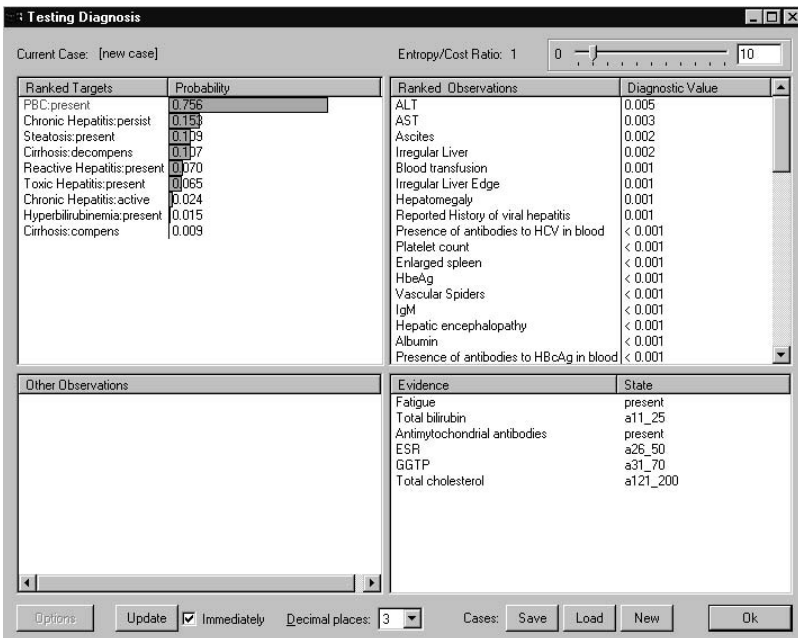 Testing Diagnosis
Current Case: [new case]
Entropy/Cost Ratio: 1 0 10
Ranked Targets Probability
PBC:present 0.756
Chronic Hepatitis:persist 0.153
Steatosis:present 0.109
Cirrhosis:decompens 0.107
Reactive Hepatitis:present 0.070
Toxic Hepatitis:present 0.065
Chronic Hepatitis:active 0.024
Hyperbilirubinemia:present 0.015
Cirrhosis:compens 0.009
Ranked Observations Diagnostic Value
ALT 0.005
AST 0.003
Ascites 0.002
Irregular Liver 0.002
Blood transfusion 0.001
Irregular Liver Edge 0.001
Hepatomegaly 0.001
Reported History of viral hepatitis 0.001
Presence of antibodies to HCV in blood < 0.001
Platelet count < 0.001
Enlarged spleen < 0.001
HbeAg < 0.001
Vascular Spiders < 0.001
IgM < 0.001
Hepatic encephalopathy < 0.001
Albumin < 0.001
Presence of antibodies to HBcAg in blood < 0.001
Other Observations
Evidence State
Fatigue present
Total bilirubin a11_25
Antimytochondrial antibodies present
ESR a26_50
GGTP a31_70
Total cholesterol a121_200
Options Update Immediately Decimal places: 3 Cases: Save Load New Ok